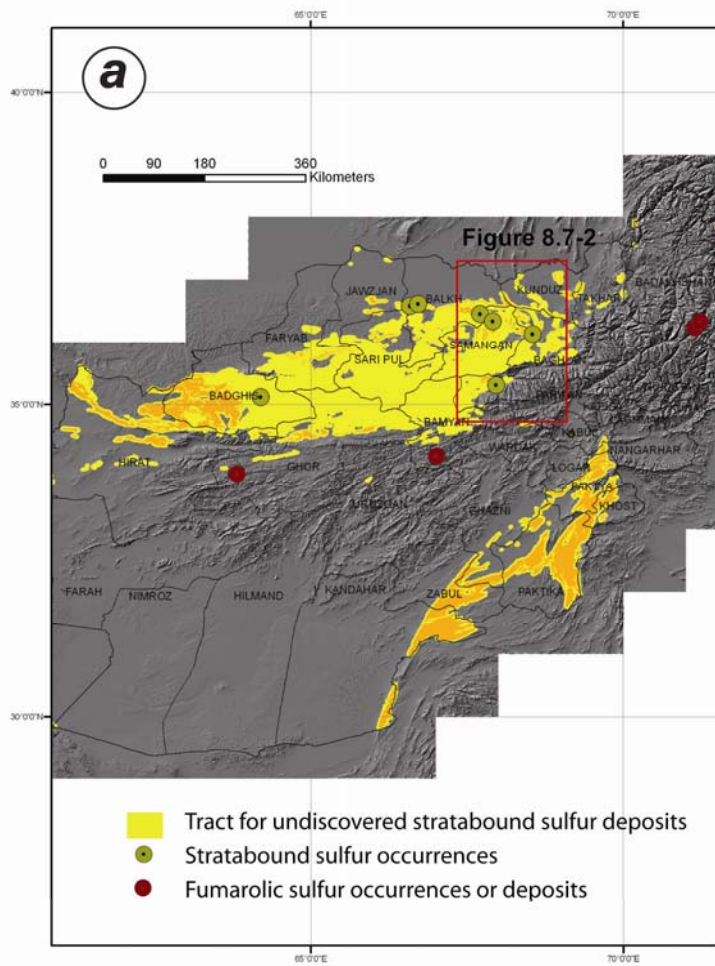 65°0'0"E 70°0'0"E
a
40°0'0"N
0 90 180 360
Kilometers
Figure 8.7-2
JAWZJAN BALKH KUNDUZ TAKHAR BADAKHSHAN
FARYAB SARI PUL SAMANGAN BAGHLAN
35°0'0"N BADGHIS BAMYAN
HIRAT GHOR WARDAK KABUL LAGHMAN
LOGAR NANGARHAR
URUZGAN GHAZNI PAKTYA KHOST
FARAH NIMROZ HILMAND KANDAHAR ZABUL PAKTIKA
30°0'0"N
Tract for undiscovered stratabound sulfur deposits
Stratabound sulfur occurrences
Fumarolic sulfur occurrences or deposits
65°0'0"E 70°0'0"E